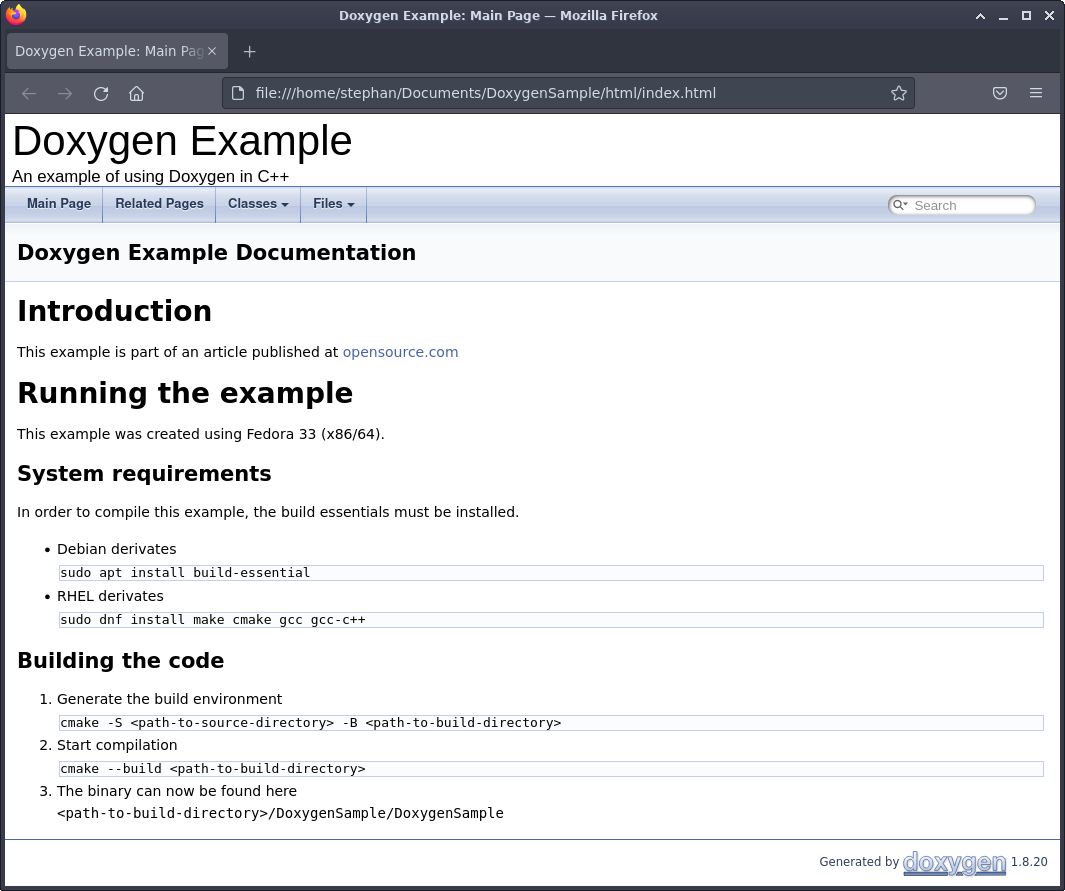 Doxygen Example: Main Page — Mozilla Firefox
Doxygen Example: Main Pag
file:///home/stephan/Documents/DoxygenSample/html/index.html
Doxygen Example
An example of using Doxygen in C++
Main Page Related Pages Classes Files Search
Doxygen Example Documentation
Introduction
This example is part of an article published at opensource.com
Running the example
This example was created using Fedora 33 (x86/64).
System requirements
In order to compile this example, the build essentials must be installed.
• Debian derivates
sudo apt install build-essential
• RHEL derivates
sudo dnf install make cmake gcc gcc-c++
Building the code
1. Generate the build environment
cmake -S <path-to-source-directory> -B <path-to-build-directory>
2. Start compilation
cmake --build <path-to-build-directory>
3. The binary can now be found here
<path-to-build-directory>/DoxygenSample/DoxygenSample
Generated by doxygen 1.8.20